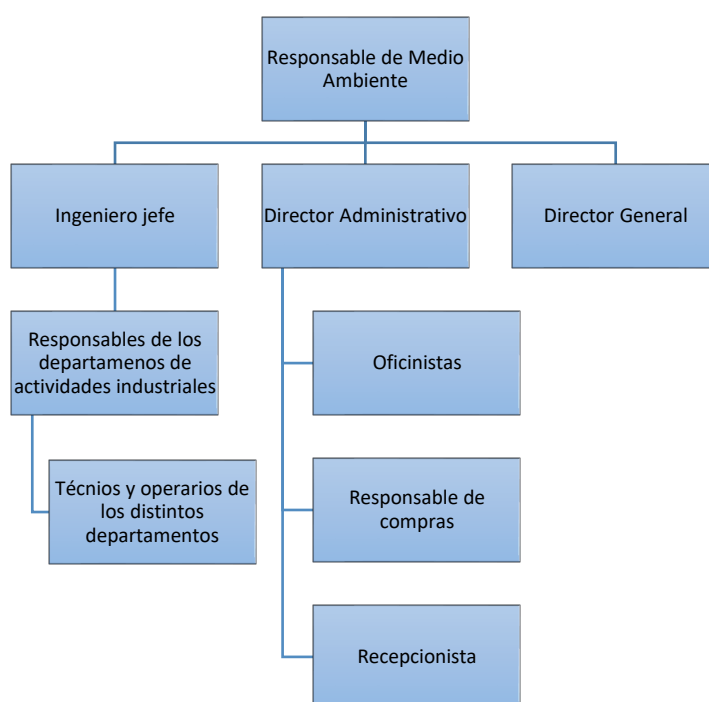 Responsable de Medio
Ambiente
Ingeniero jefe
Director Administrativo
Director General
Responsables de los
departamenos de
actividades industriales
Oficinistas
Técnios y operarios de
los distintos
departamentos
Responsable de
compras
Recepcionista